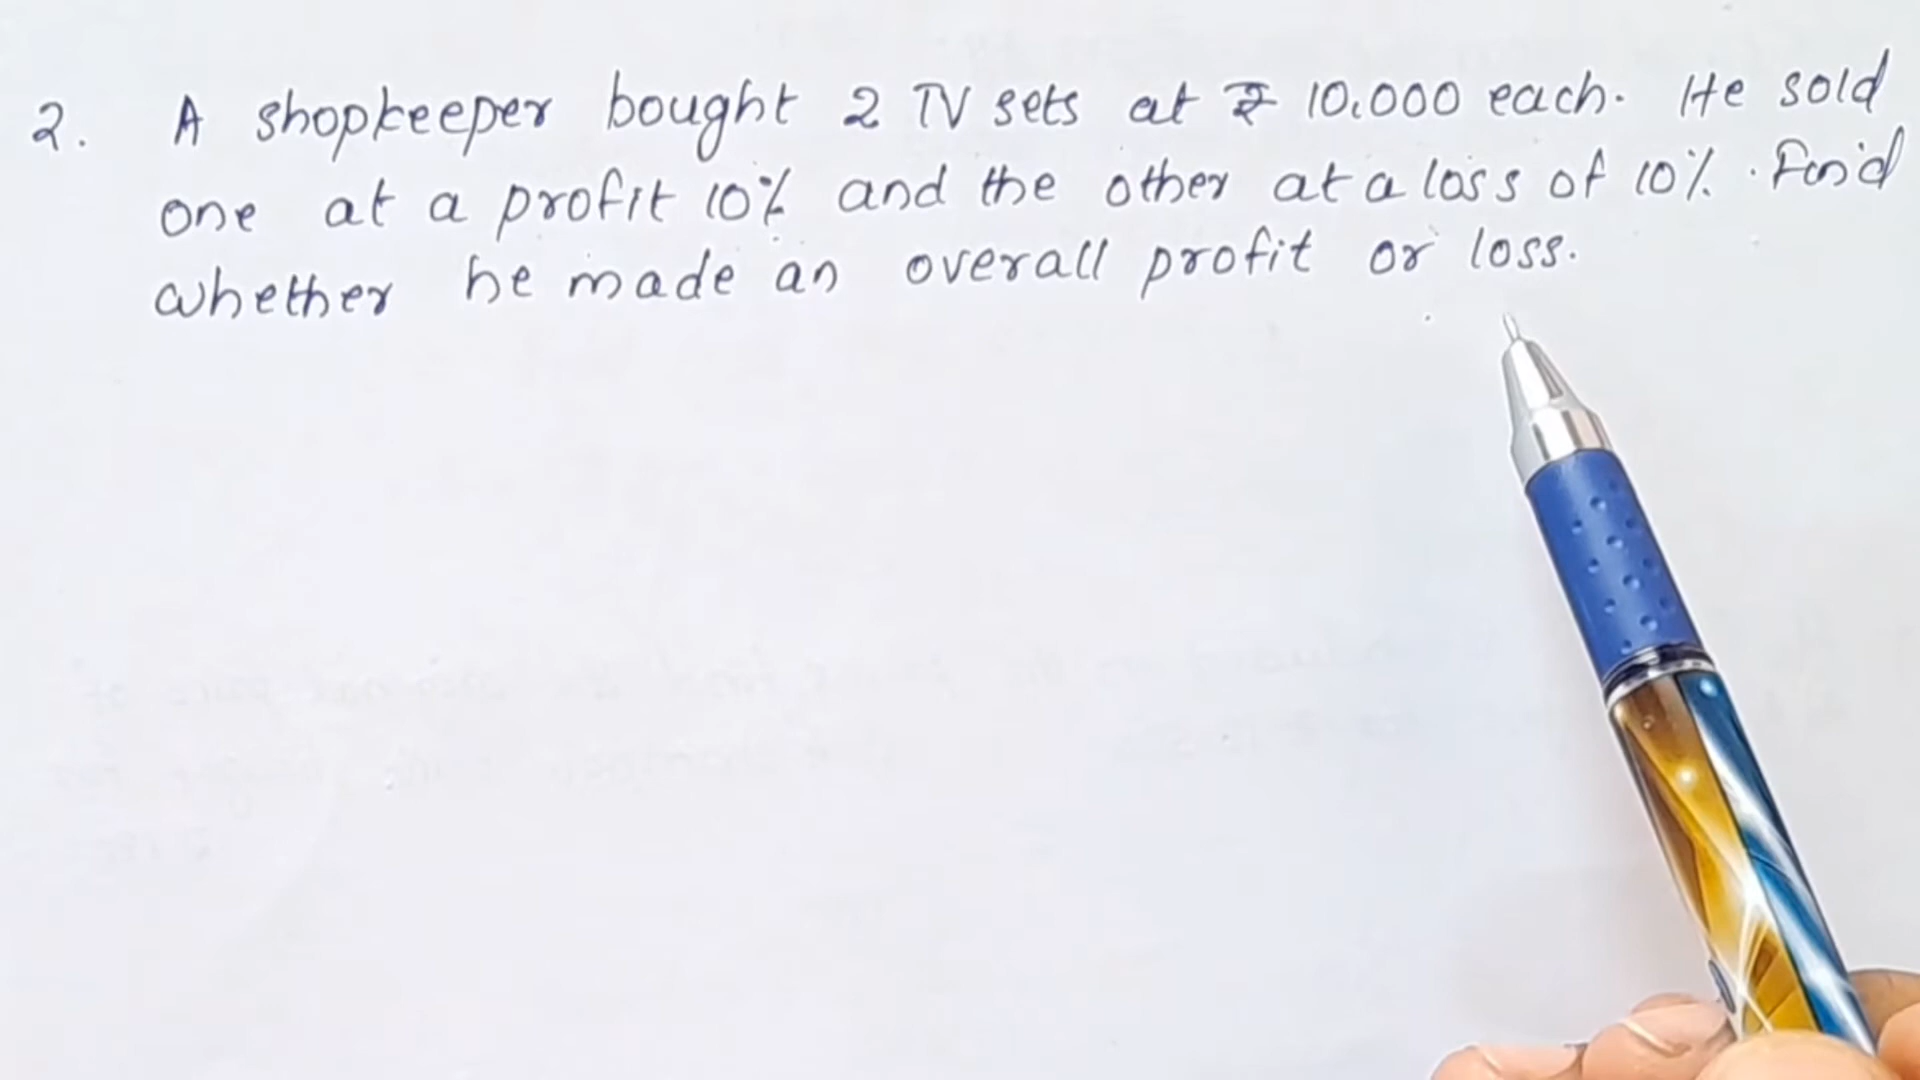 2. A shopkeeper bought 2 TV sets at ₹ 10,000 each. He sold
one at a profit 10% and the other at a loss of 10%. Find
whether he made an overall profit or loss.